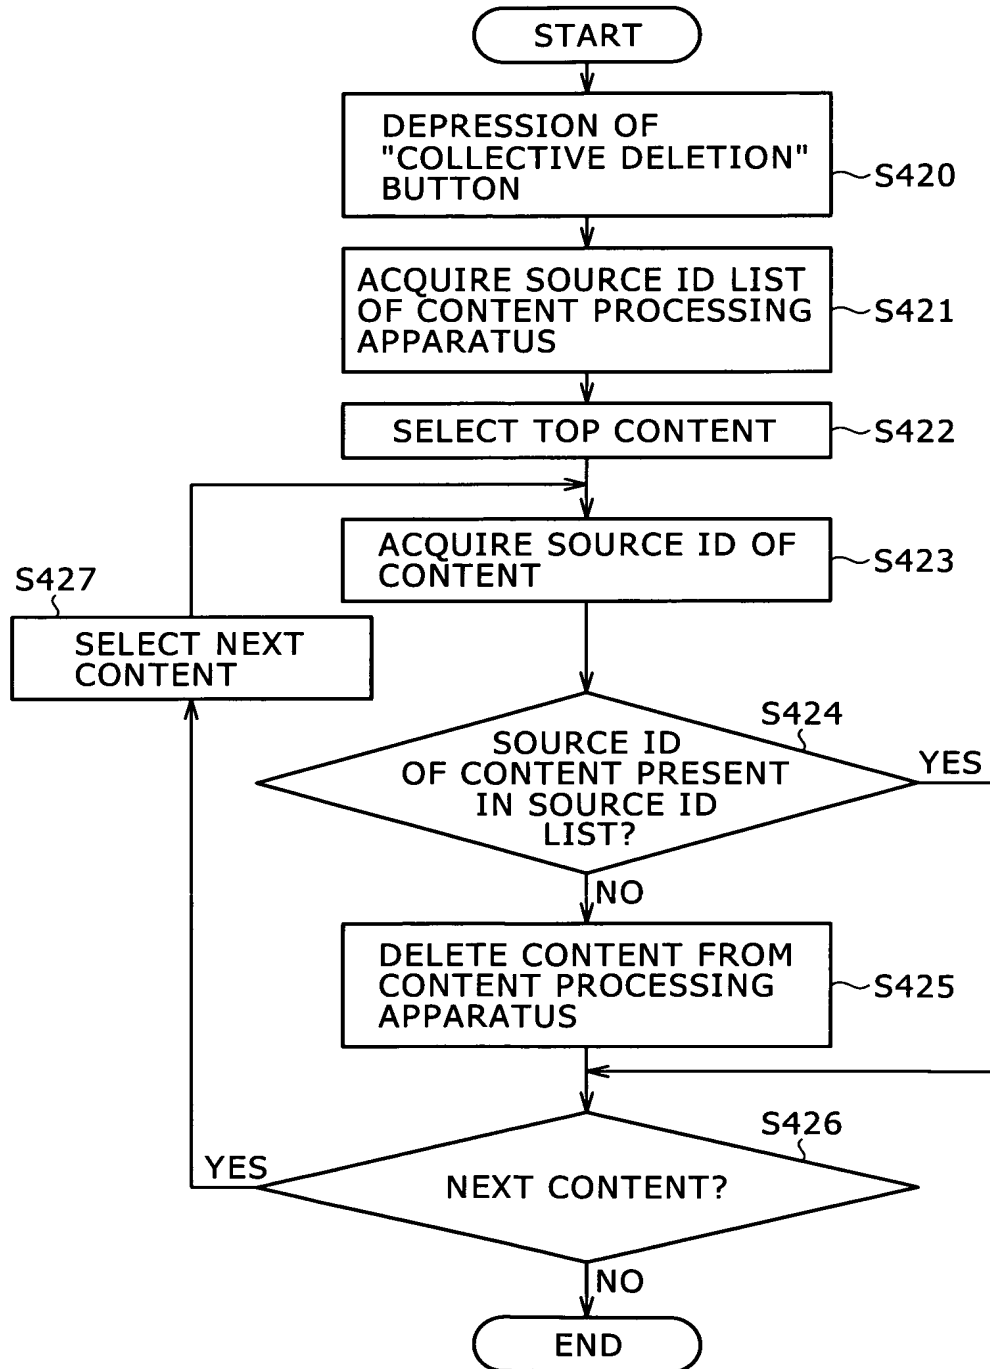 START
DEPRESSION OF
"COLLECTIVE DELETION"
BUTTON
S420
ACQUIRE SOURCE ID LIST
OF CONTENT PROCESSING
APPARATUS
S421
SELECT TOP CONTENT
S422
ACQUIRE SOURCE ID OF
CONTENT
S423
S427
SELECT NEXT
CONTENT
S424
SOURCE ID
OF CONTENT PRESENT
IN SOURCE ID
LIST?
YES
NO
DELETE CONTENT FROM
CONTENT PROCESSING
APPARATUS
S425
S426
NEXT CONTENT?
YES
NO
END